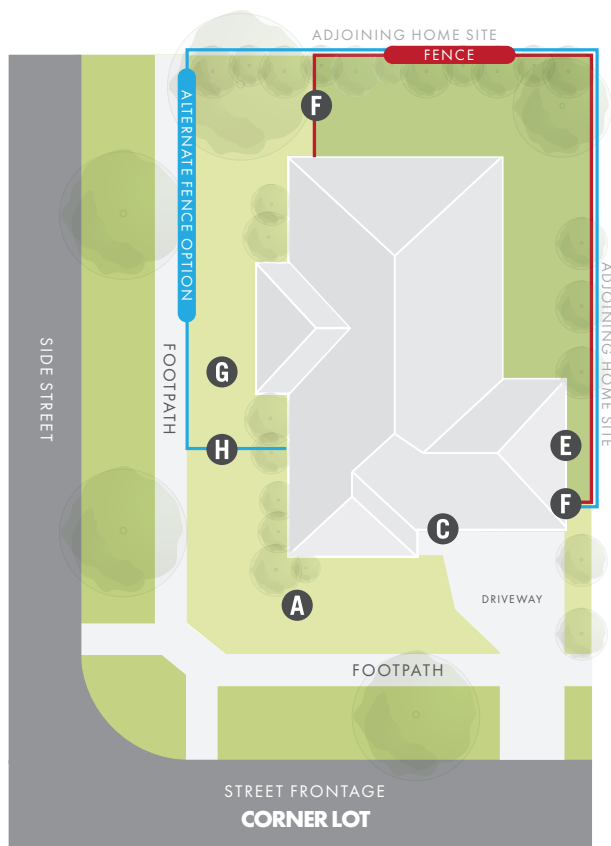 ADJOINING HOME SITE
FENCE
F
ALTERNATE FENCE OPTION
ADJOINING HOME SITE
SIDE STREET
FOOTPATH
G
H
E
F
C
A
DRIVEWAY
FOOTPATH
STREET FRONTAGE
CORNER LOT